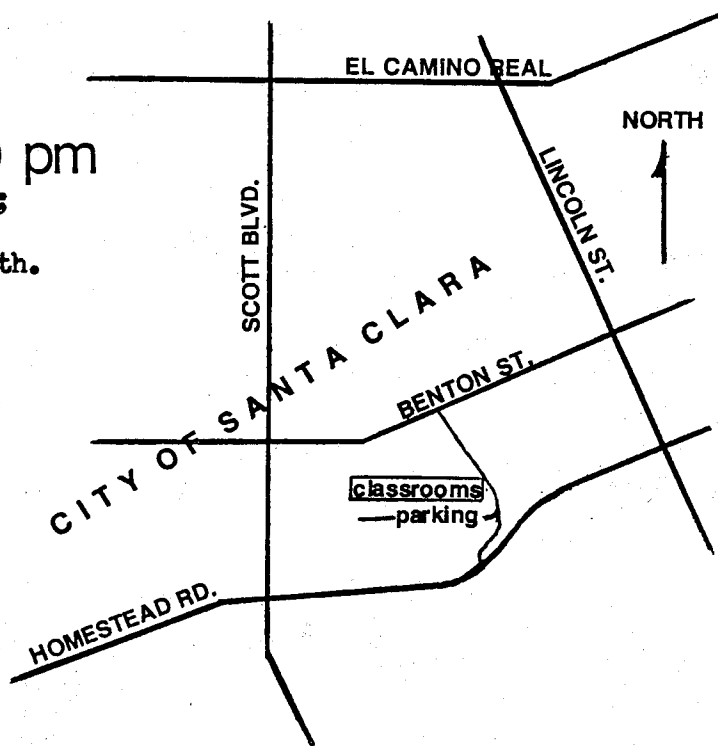 EL CAMINO REAL
NORTH
pm
th.
LINCOLN ST.
SCOTT BLVD.
CITY OF SANTA CLARA
BENTON ST.
classrooms
parking
HOMESTEAD RD.